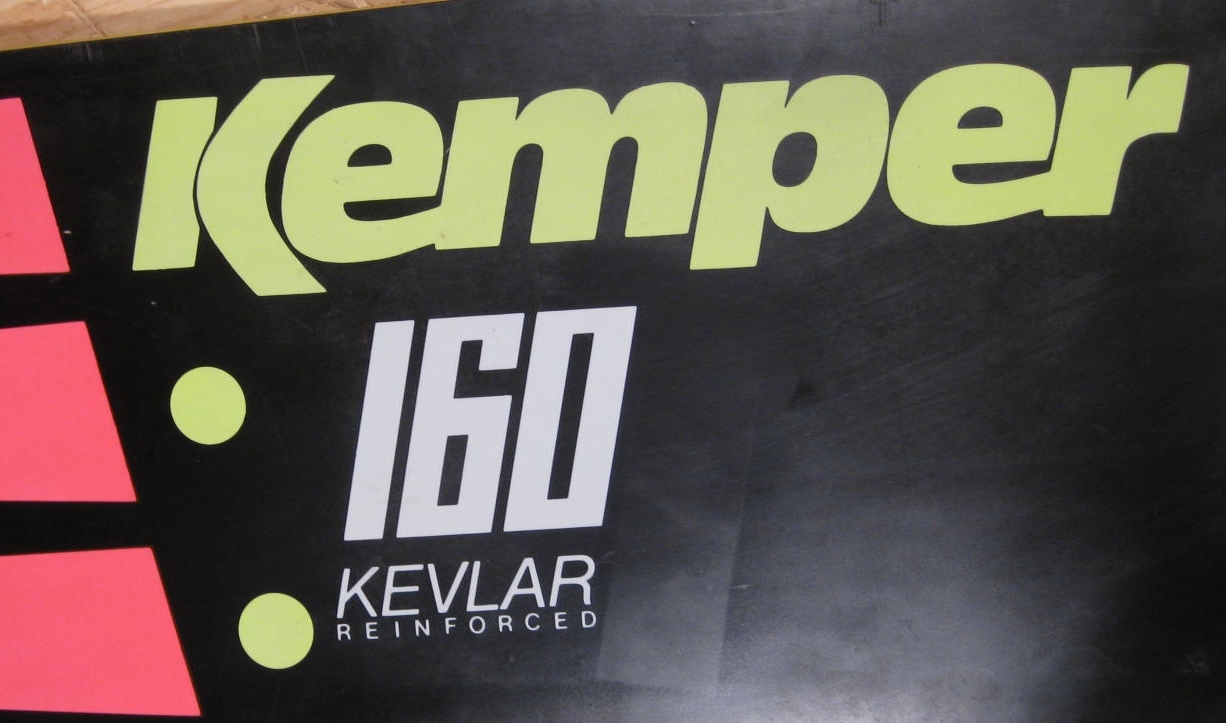 Kemper
160
KEVLAR
REINFORCED